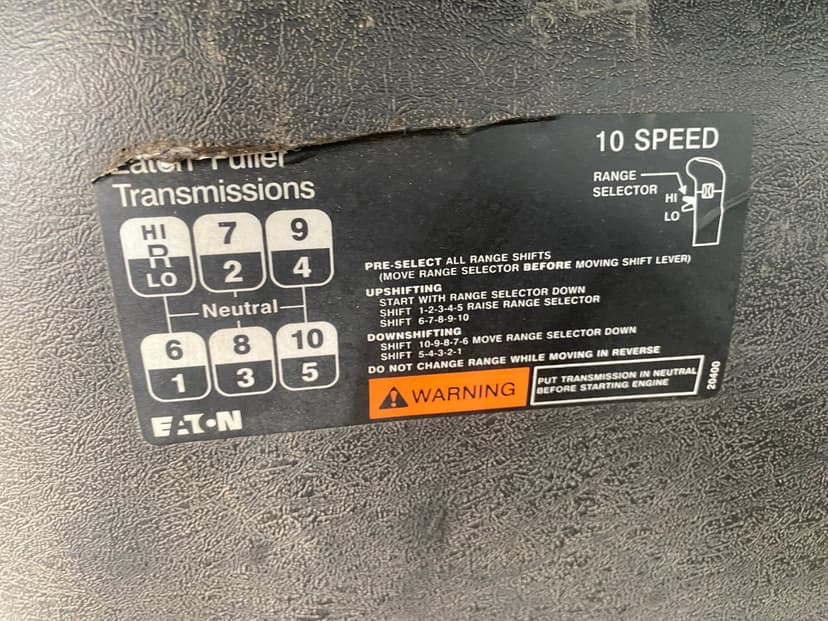 Eaton-Fuller
Transmissions
10 SPEED
RANGE
SELECTOR
HI
LO
HI
R
LO
7
2
9
4
Neutral
6
1
8
3
10
5
EATON
PRE-SELECT ALL RANGE SHIFTS
(MOVE RANGE SELECTOR BEFORE MOVING SHIFT LEVER)
UPSHIFTING
START WITH RANGE SELECTOR DOWN
SHIFT 1-2-3-4-5 RAISE RANGE SELECTOR
SHIFT 6-7-8-9-10
DOWNSHIFTING
SHIFT 10-9-8-7-6 MOVE RANGE SELECTOR DOWN
SHIFT 5-4-3-2-1
DO NOT CHANGE RANGE WHILE MOVING IN REVERSE
WARNING
PUT TRANSMISSION IN NEUTRAL
BEFORE STARTING ENGINE
20400